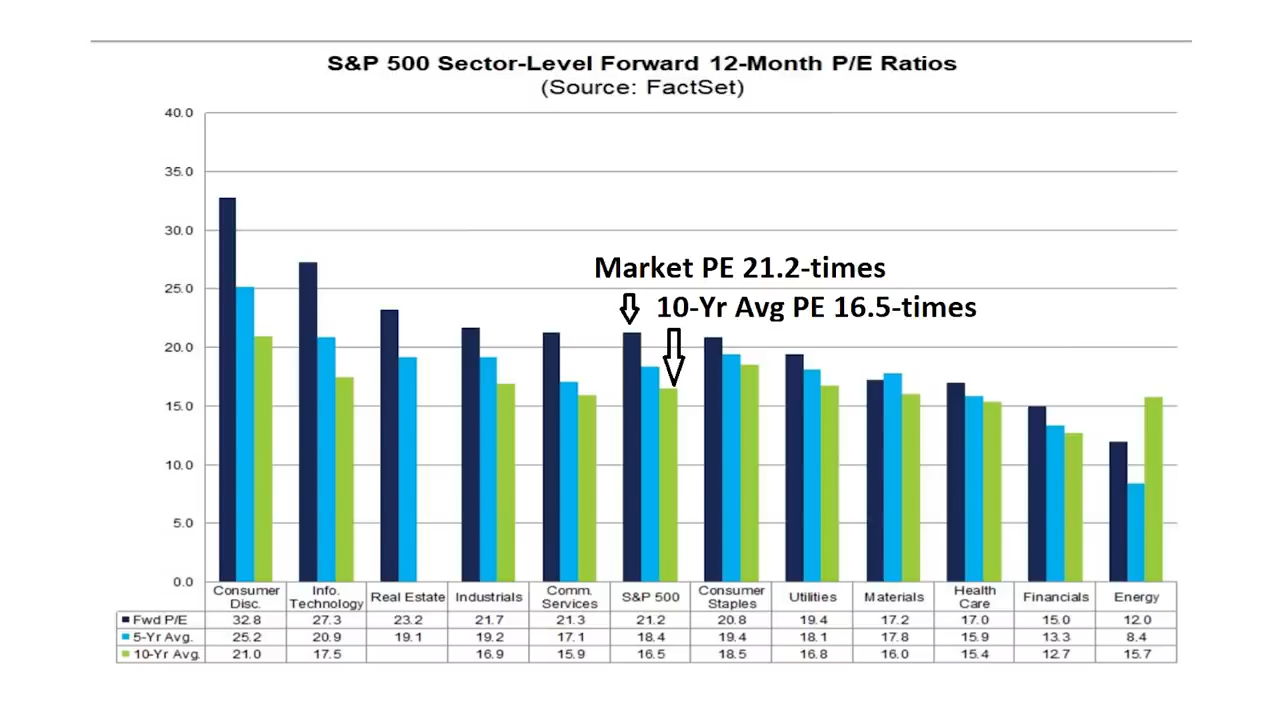 S&P 500 Sector-Level Forward 12-Month P/E Ratios
(Source: FactSet)
40.0
35.0
30.0
Market PE 21.2-times
25.0
10-Yr Avg PE 16.5-times
20.0
15.0
10.0
5.0
0.0
Consumer Disc. Info. Technology Real Estate Industrials Comm. Services S&P 500 Consumer Staples Utilities Materials Health Care Financials Energy
Fwd P/E 32.8 27.3 23.2 21.7 21.3 21.2 20.8 19.4 17.2 17.0 15.0 12.0
5-Yr Avg. 25.2 20.9 19.1 19.2 17.1 18.4 19.4 18.1 17.8 15.9 13.3 8.4
10-Yr Avg. 21.0 17.5 16.9 15.9 16.5 18.5 16.8 16.0 15.4 12.7 15.7